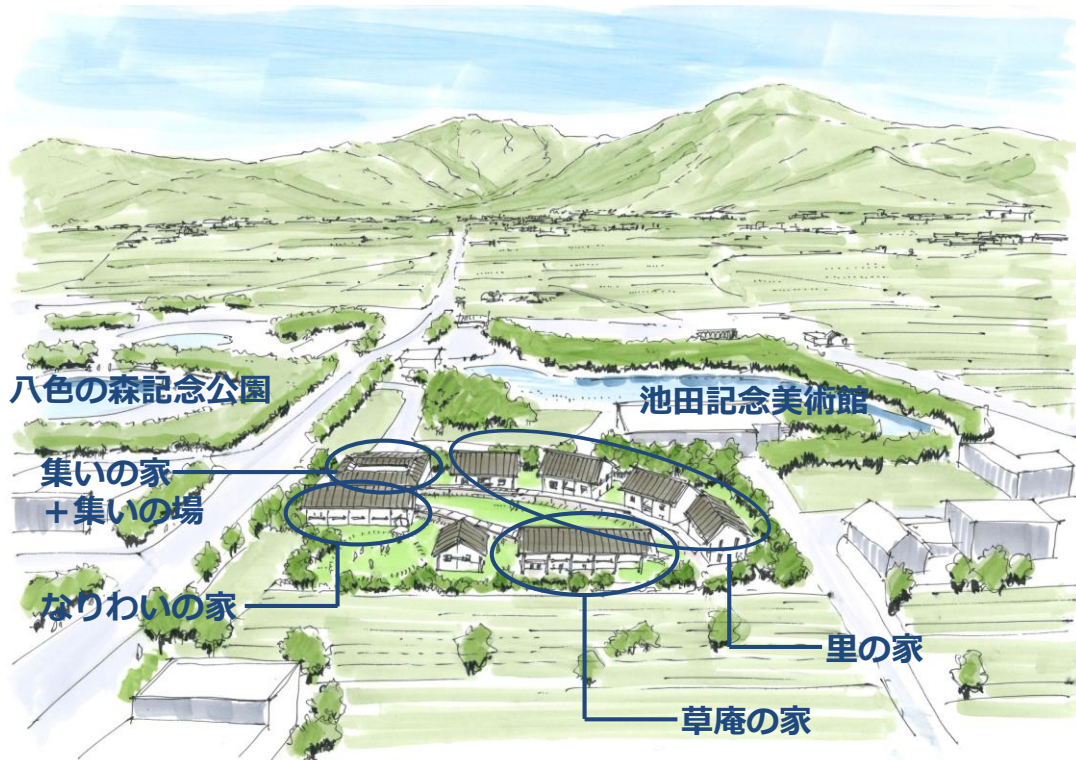 八色の森記念公園
池田記念美術館
集いの家
＋集いの場
なりわいの家
里の家
草庵の家